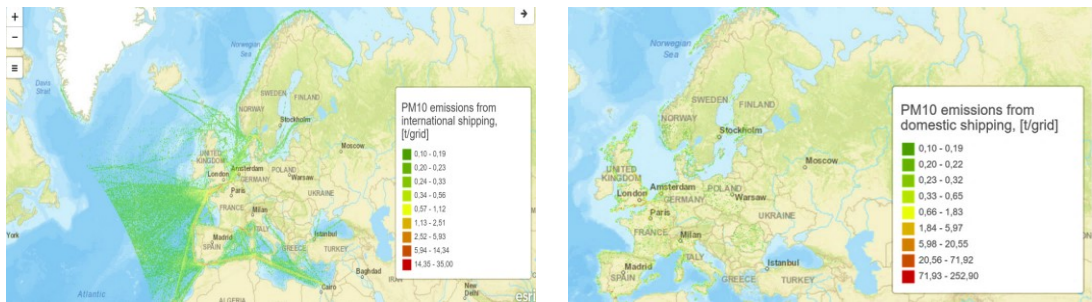 +
−
≡
→
Davis
Strait
Norwegian
Sea
NORWAY
SWEDEN
FINLAND
Stockholm
UNITED
KINGDOM
Amsterdam
London
GERMANY
POLAND
Warsaw
Moscow
Paris
UKRAINE
FRANCE
Milan
ITALY
Madrid
SPAIN
Istanbul
GREECE
TURKEY
York
Atlantic
ALGERIA
Cairo
Baghdad
New
Delhi
esri
PM10 emissions from
international shipping,
[t/grid]
0,10 - 0,19
0,20 - 0,23
0,24 - 0,33
0,34 - 0,56
0,57 - 1,12
1,13 - 2,51
2,52 - 5,93
5,94 - 14,34
14,35 - 35,00
Norwegian
Sea
SWEDEN
FINLAND
NORWAY
Stockholm
Moscow
UNITED
KINGDOM
London
Amsterdam
GERMANY
POLAND
Warsaw
Paris
UKRAINE
FRANCE
Milan
ITALY
Madrid
SPAIN
Istanbul
GREECE
TURKEY
PM10 emissions from
domestic shipping,
[t/grid]
0,10 - 0,19
0,20 - 0,22
0,23 - 0,32
0,33 - 0,65
0,66 - 1,83
1,84 - 5,97
5,98 - 20,55
20,56 - 71,92
71,93 - 252,90